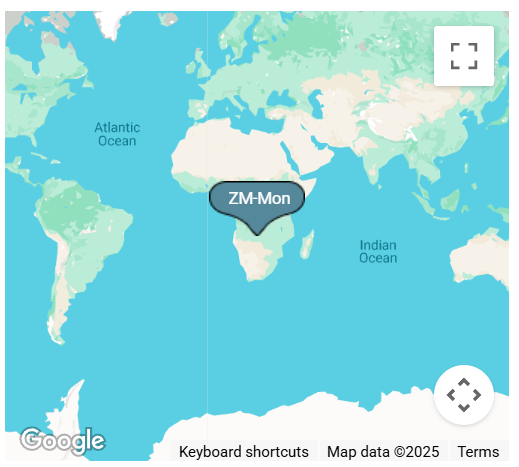 Atlantic
Ocean
ZM-Mon
Indian
Ocean
Google
Keyboard shortcuts Map data ©2025 Terms